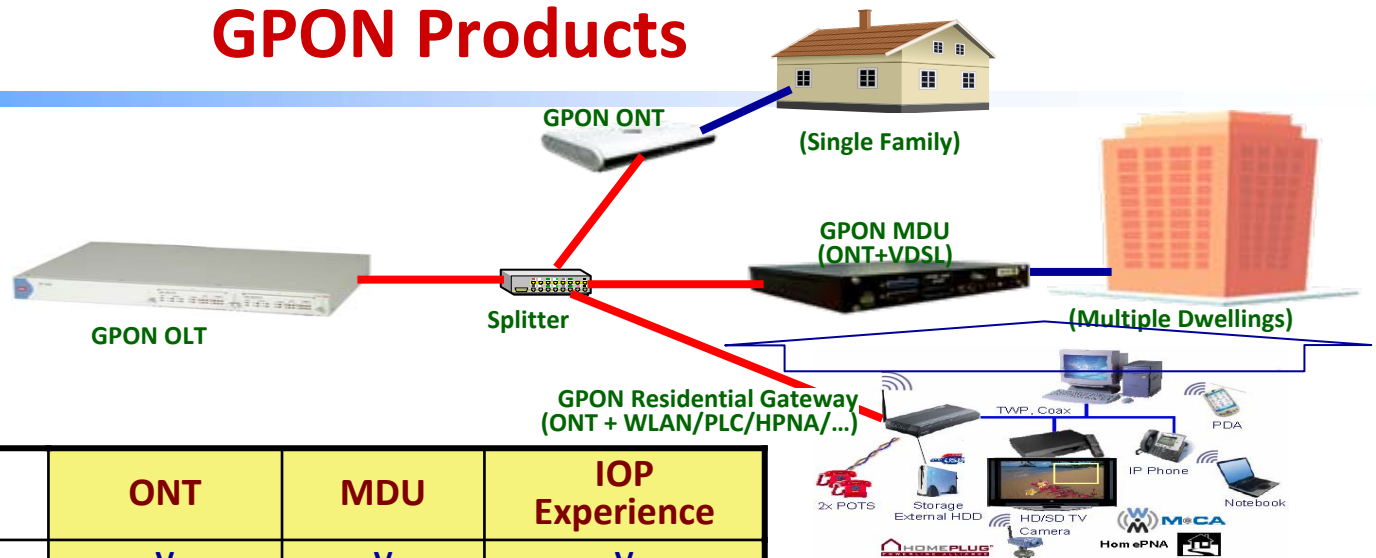 GPON Products
GPON ONT
(Single Family)
GPON MDU
(ONT+VDSL)
GPON OLT
Splitter
(Multiple Dwellings)
GPON Residential Gateway
(ONT + WLAN/PLC/HPNA/...)
TWP, Coax
PDA
IP Phone
Notebook
2x POTS
Storage
External HDD
HD/SD TV
Camera
MoCA
HOMEPLUG
POWERLINE ALLIANCE
HomePNA
ONT
MDU
IOP
Experience